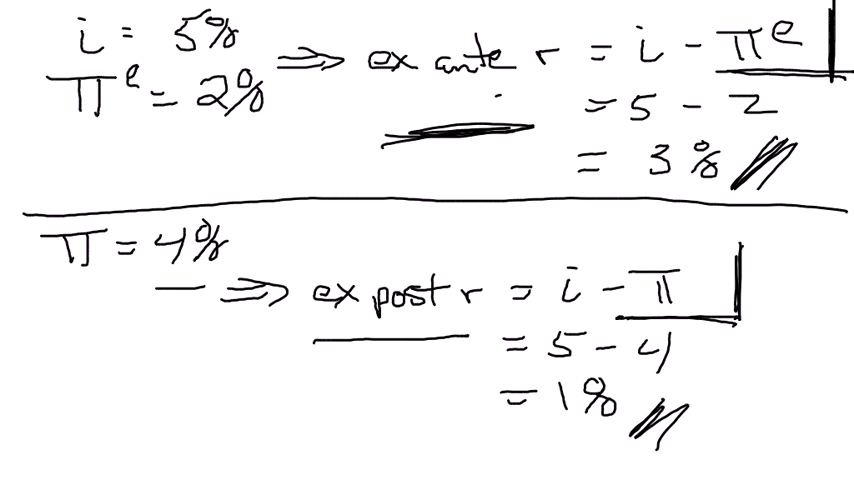 i = 5% ⇒ ex ante r = i - π^e
π^e = 2%
= 5 - 2
= 3%
π = 4%
⇒ ex post r = i - π
= 5 - 4
= 1%